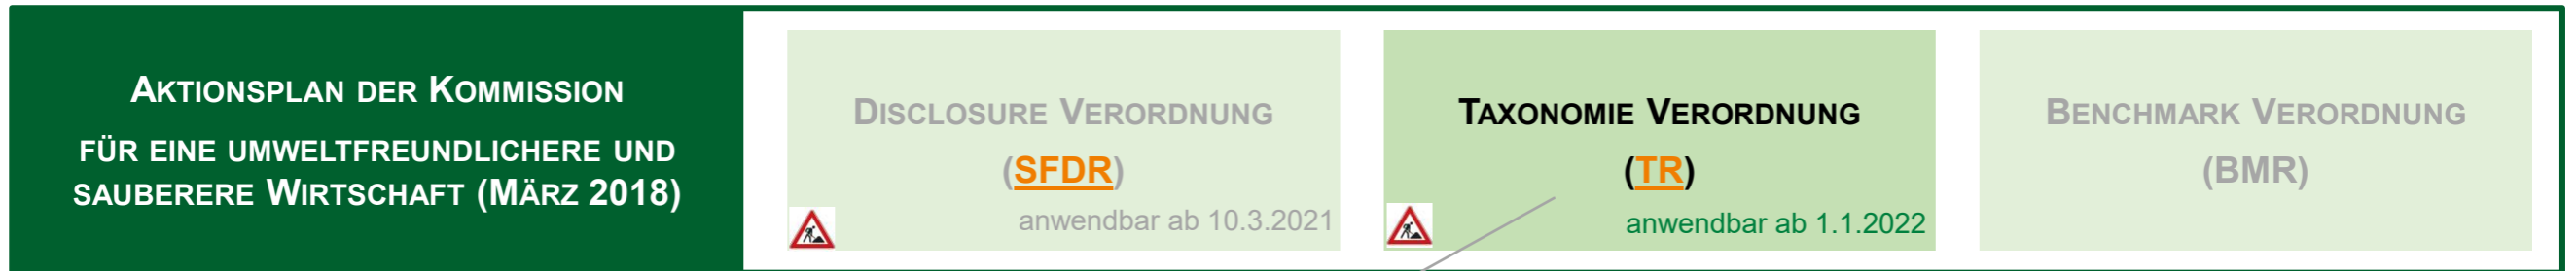 Aktionsplan der Kommission
für eine umweltfreundlichere und
sauberere Wirtschaft (März 2018)
Disclosure Verordnung
(SFDR)
anwendbar ab 10.3.2021
Taxonomie Verordnung
(TR)
anwendbar ab 1.1.2022
Benchmark Verordnung
(BMR)